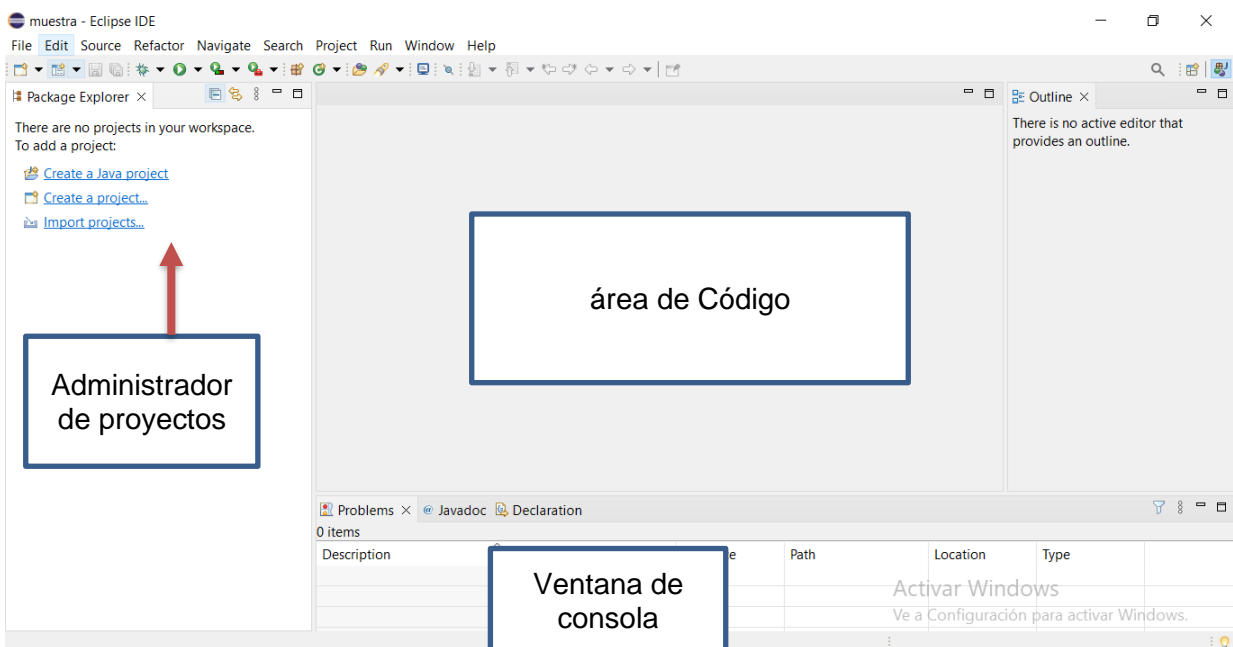 muestra - Eclipse IDE
File Edit Source Refactor Navigate Search Project Run Window Help
Package Explorer
There are no projects in your workspace.
To add a project:
Create a Java project
Create a project...
Import projects...
Administrador
de proyectos
área de Código
Outline
There is no active editor that
provides an outline.
Problems @ Javadoc Declaration
0 items
Description Path Location Type
Ventana de
consola
Activar Windows
Ve a Configuración para activar Windows.